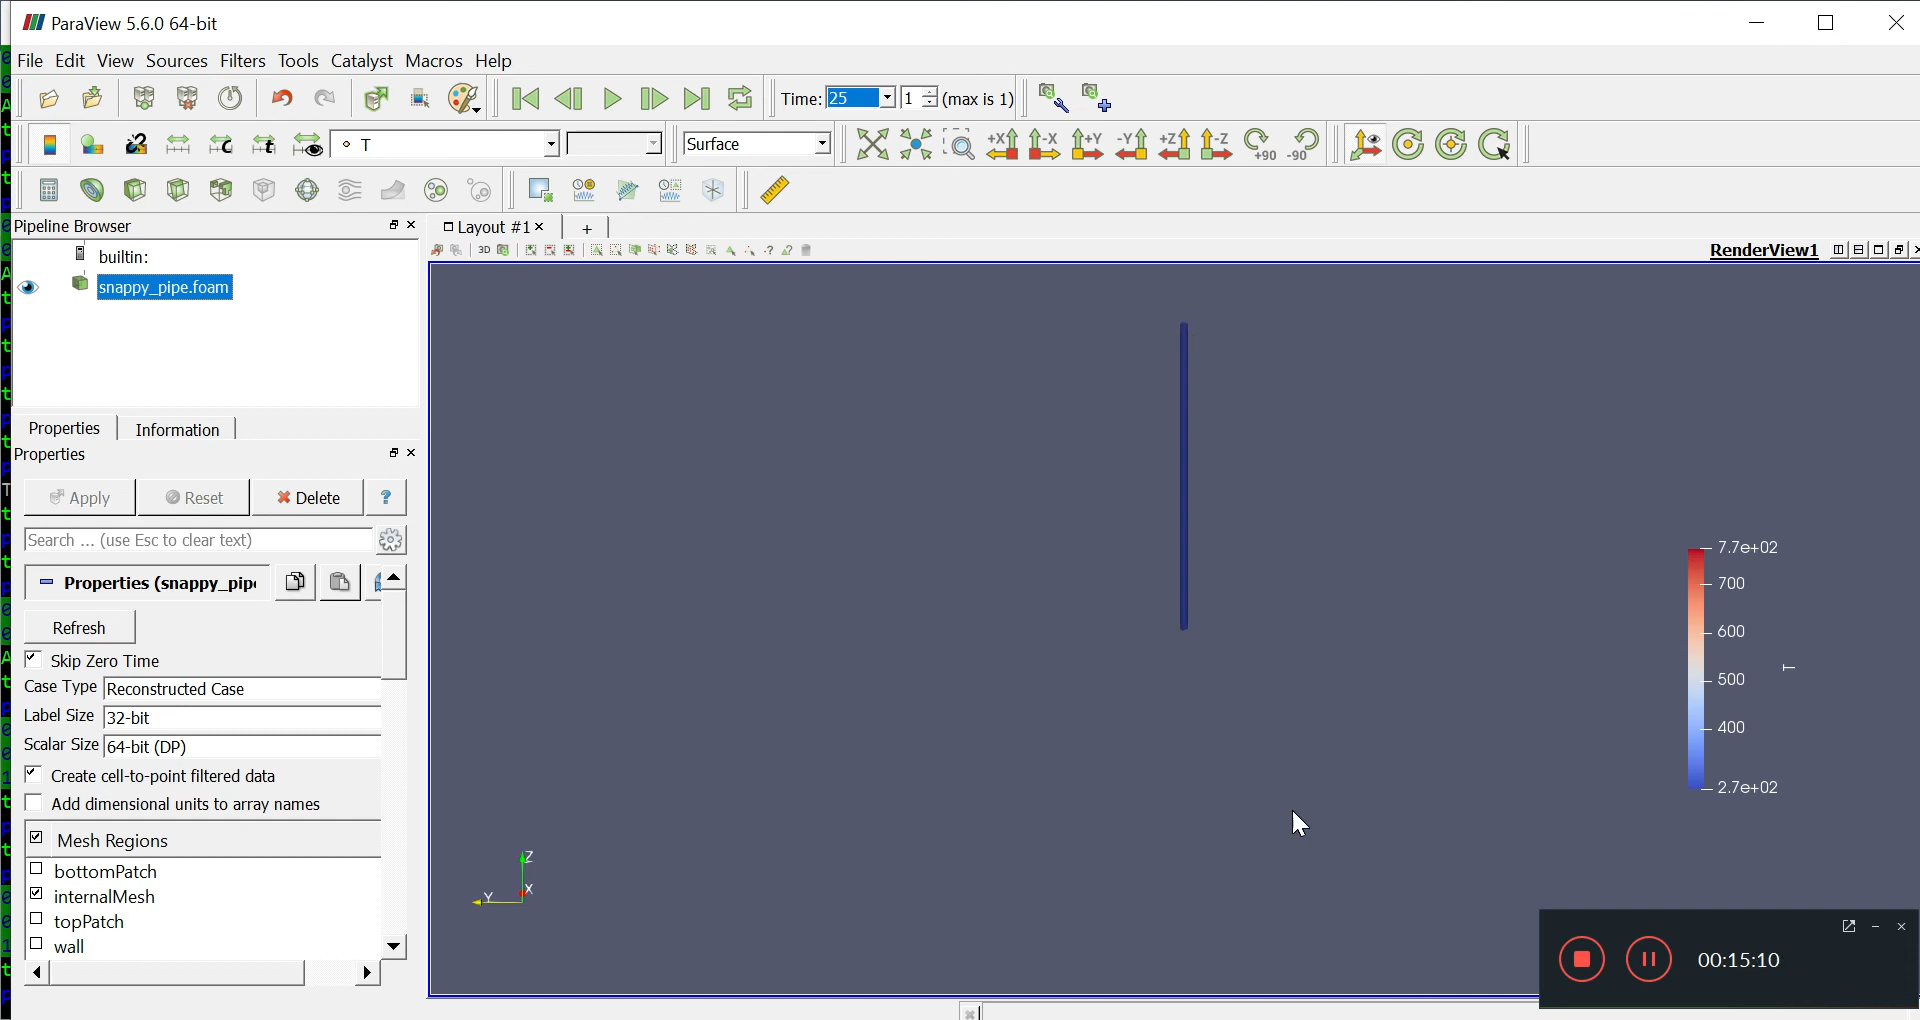 ParaView 5.6.0 64-bit
File Edit View Sources Filters Tools Catalyst Macros Help
Time: 25 1 (max is 1)
T Surface +X -X +Y -Y +Z -Z +90 -90
Pipeline Browser
Layout #1 +
3D
RenderView1
builtin:
snappy_pipe.foam
Properties Information
Properties
Apply Reset Delete ?
Search ... (use Esc to clear text)
Properties (snappy_pip
Refresh
Skip Zero Time
Case Type Reconstructed Case
Label Size 32-bit
Scalar Size 64-bit (DP)
Create cell-to-point filtered data
Add dimensional units to array names
Mesh Regions
bottomPatch
internalMesh
topPatch
wall
7.7e+02
700
600
T
500
400
2.7e+02
Z
X
Y
00:15:10